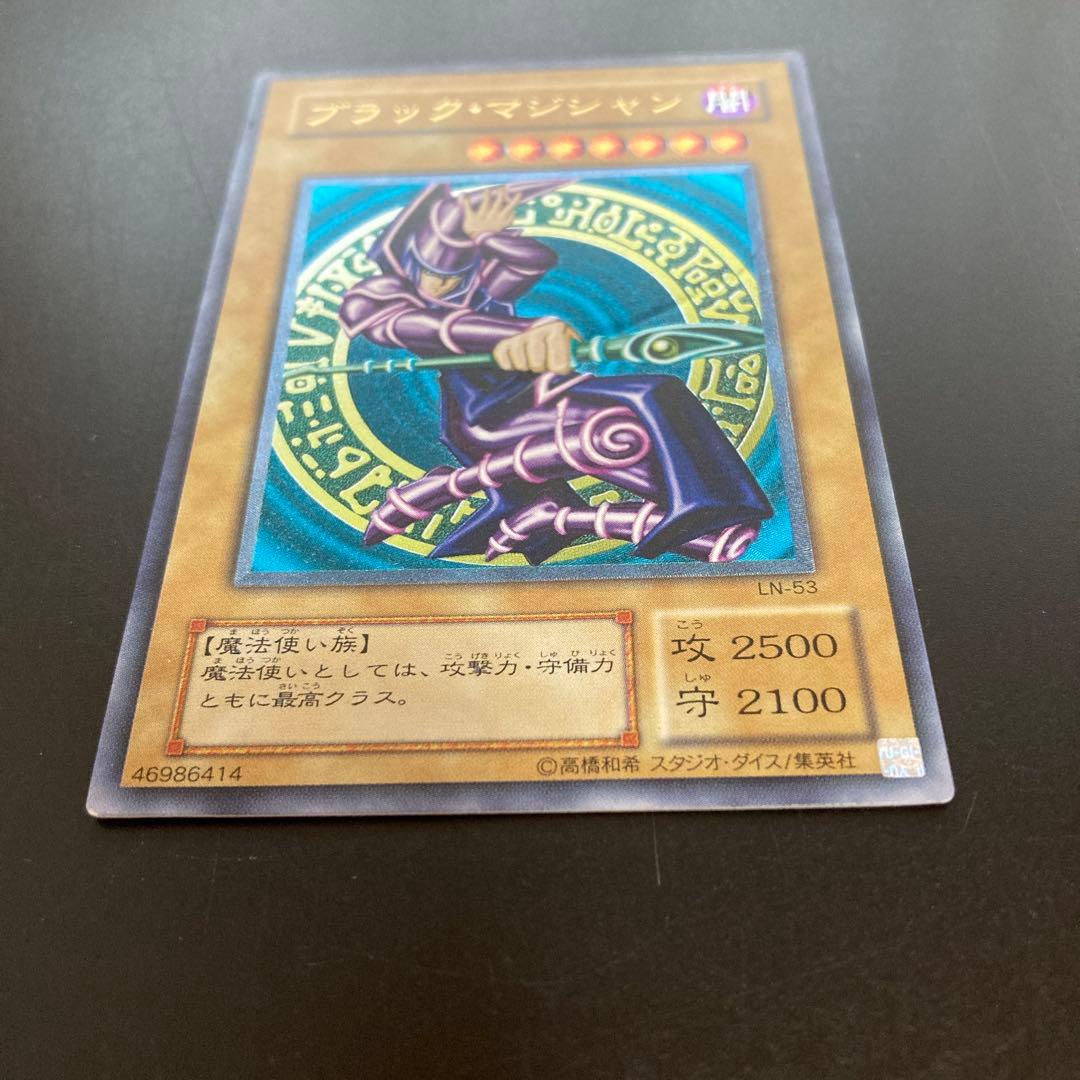 ブラック・マジシャン
闇
LN-53
【魔法使い族】
魔法使いとしては、攻撃力・守備力
ともに最高クラス。
攻 2500
守 2100
46986414
©高橋和希 スタジオ・ダイス/集英社